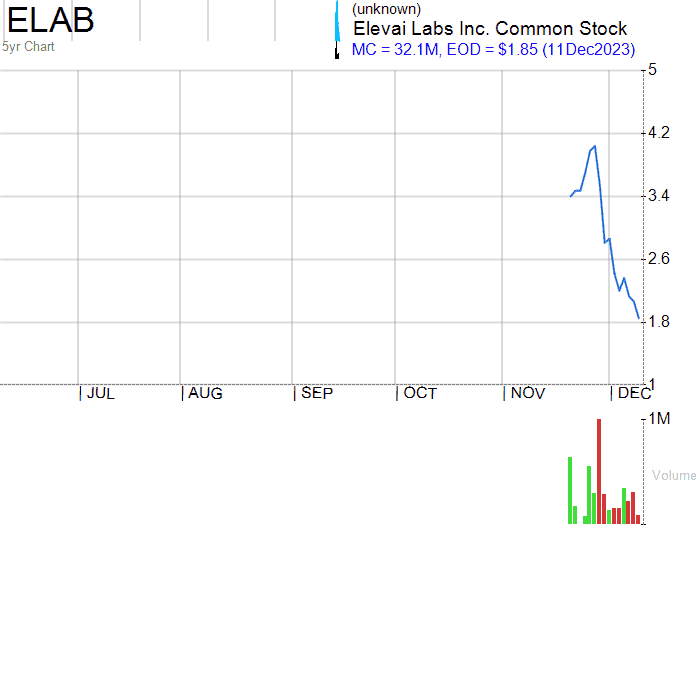 ELAB
(unknown)
Elevai Labs Inc. Common Stock
5yr Chart
MC = 32.1M, EOD = $1.85 (11Dec2023)
5
4.2
3.4
2.6
1.8
1
| JUL | AUG | SEP | OCT | NOV | DEC
1M
Volume